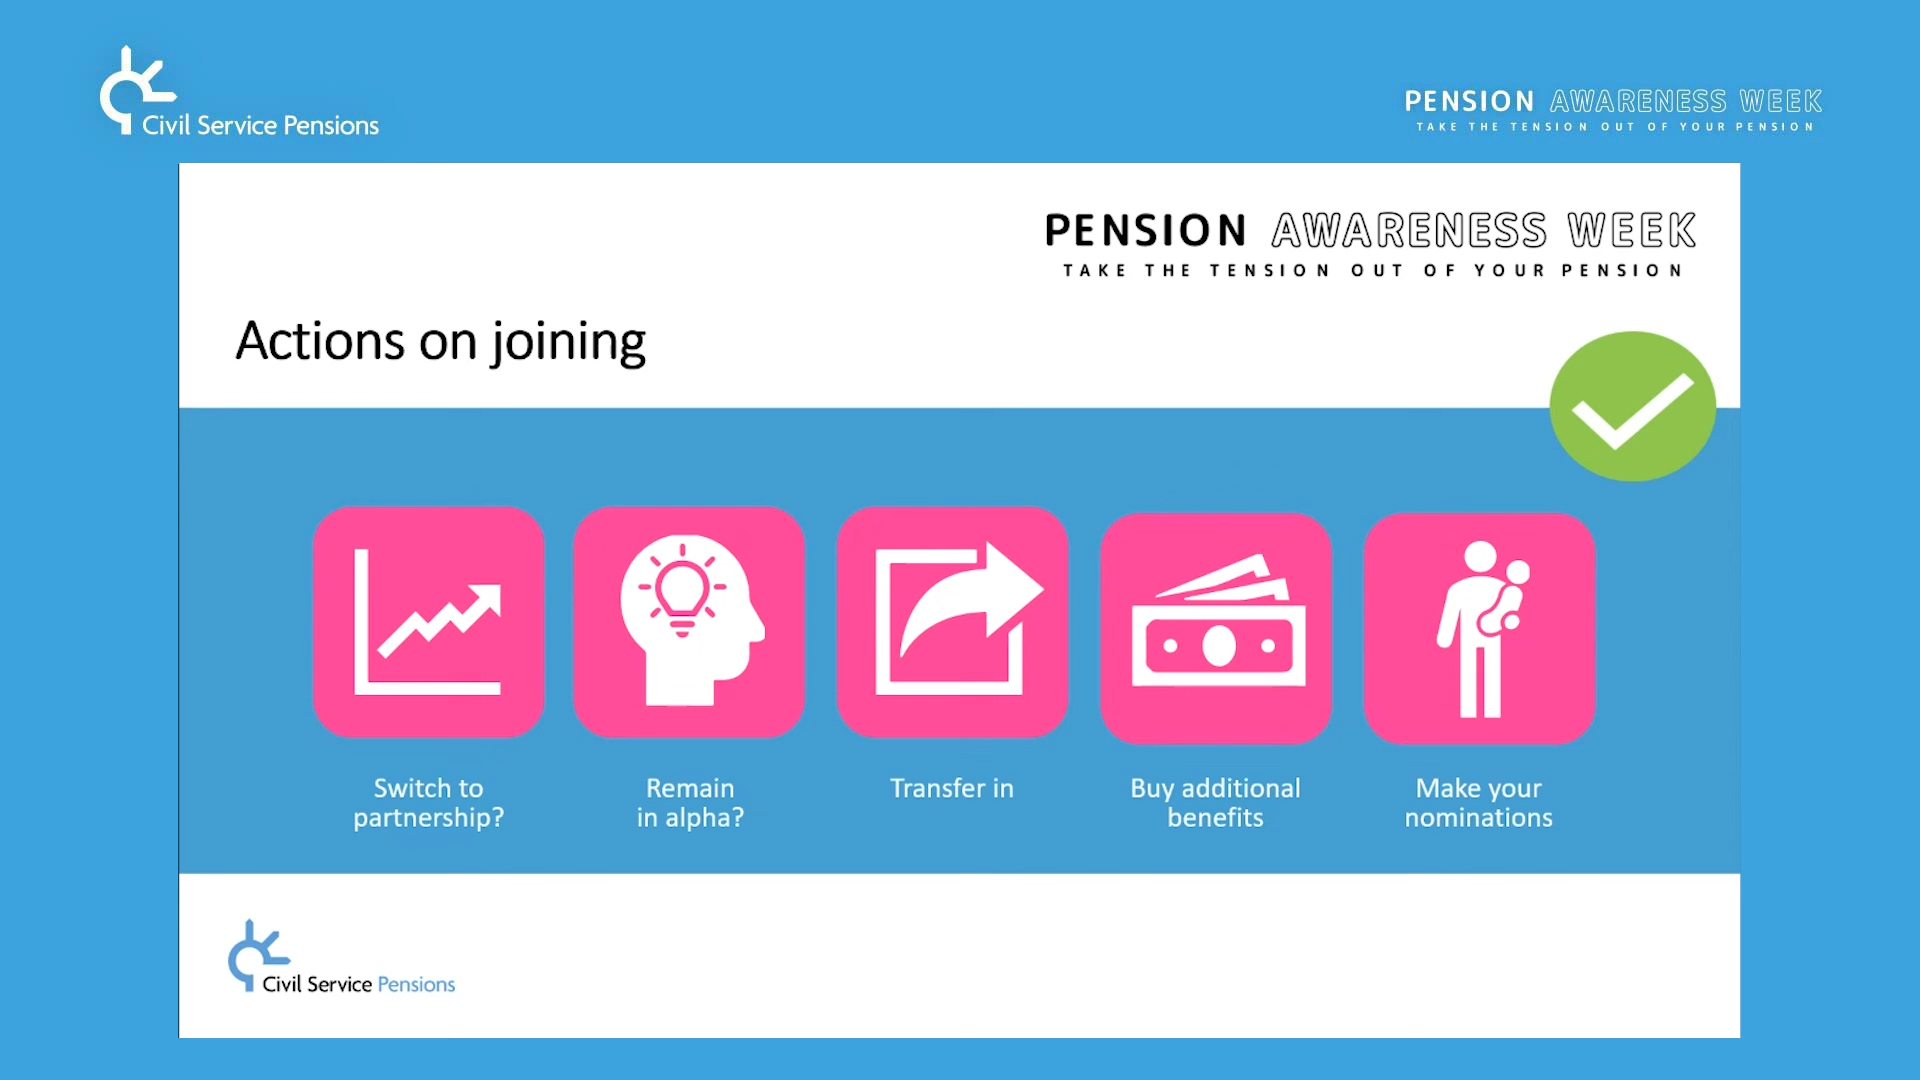 Civil Service Pensions
PENSION AWARENESS WEEK
TAKE THE TENSION OUT OF YOUR PENSION
PENSION AWARENESS WEEK
TAKE THE TENSION OUT OF YOUR PENSION
Actions on joining
Switch to
partnership?
Remain
in alpha?
Transfer in
Buy additional
benefits
Make your
nominations
Civil Service Pensions